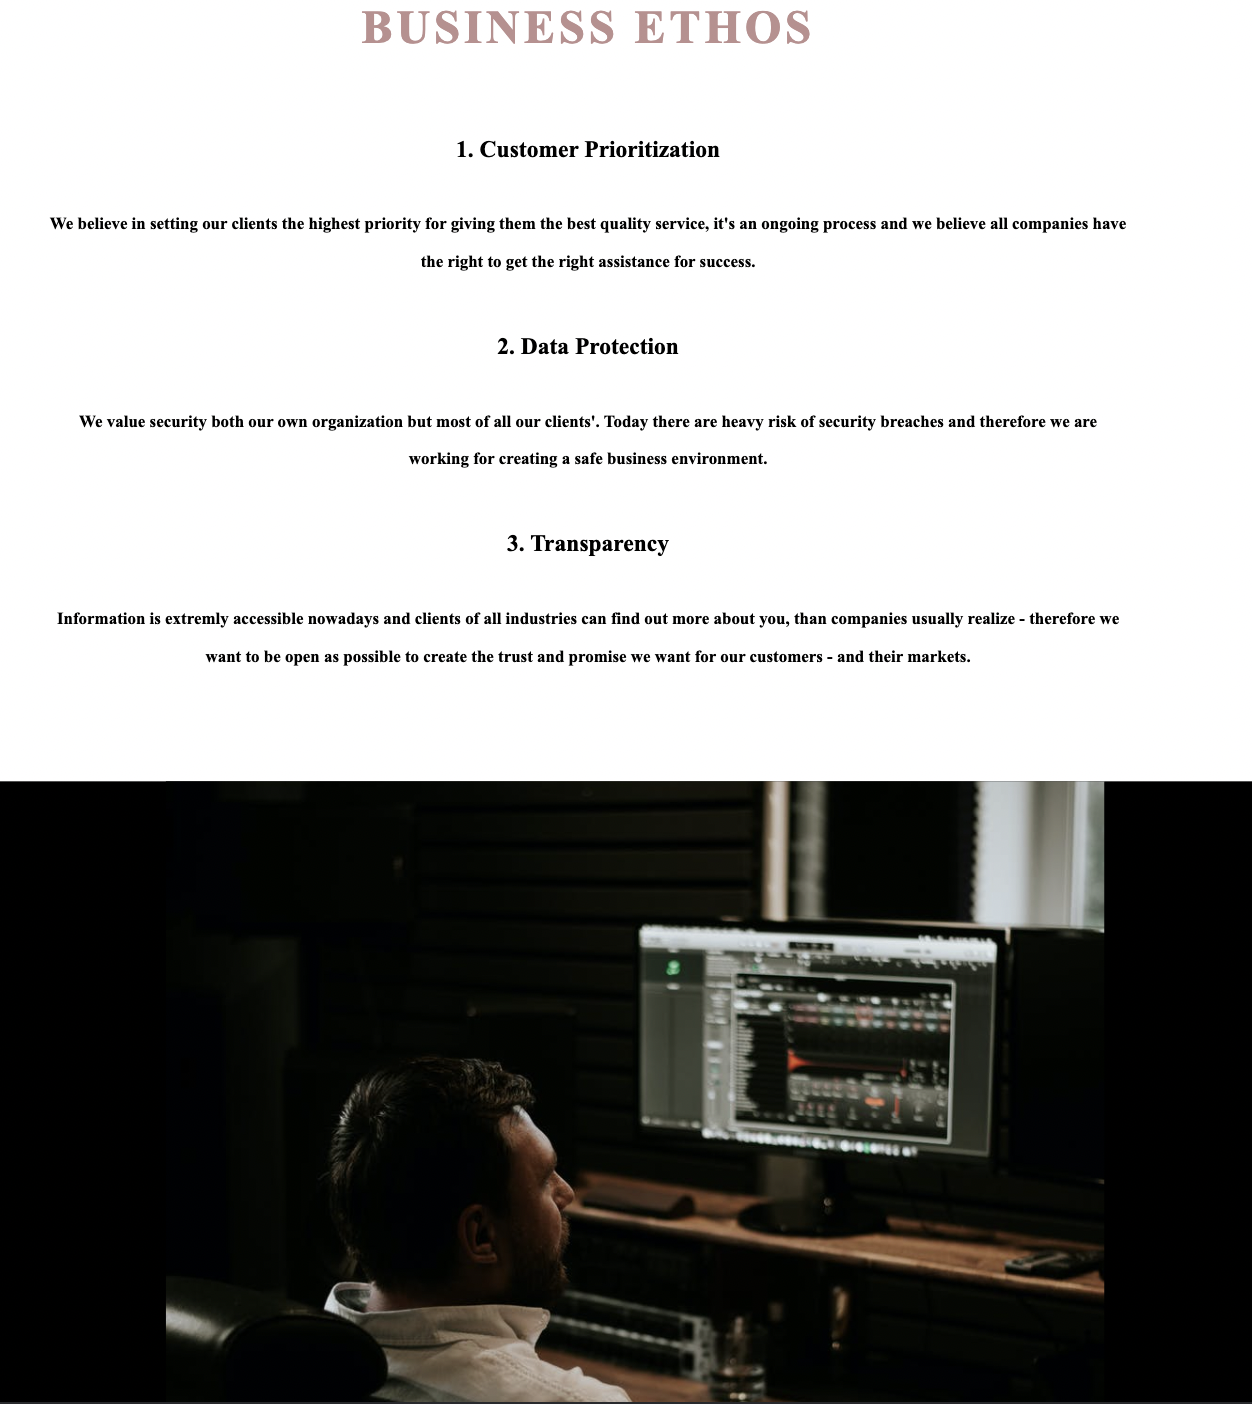 BUSINESS ETHOS
1. Customer Prioritization
We believe in setting our clients the highest priority for giving them the best quality service, it's an ongoing process and we believe all companies have
the right to get the right assistance for success.
2. Data Protection
We value security both our own organization but most of all our clients'. Today there are heavy risk of security breaches and therefore we are
working for creating a safe business environment.
3. Transparency
Information is extremly accessible nowadays and clients of all industries can find out more about you, than companies usually realize - therefore we
want to be open as possible to create the trust and promise we want for our customers - and their markets.